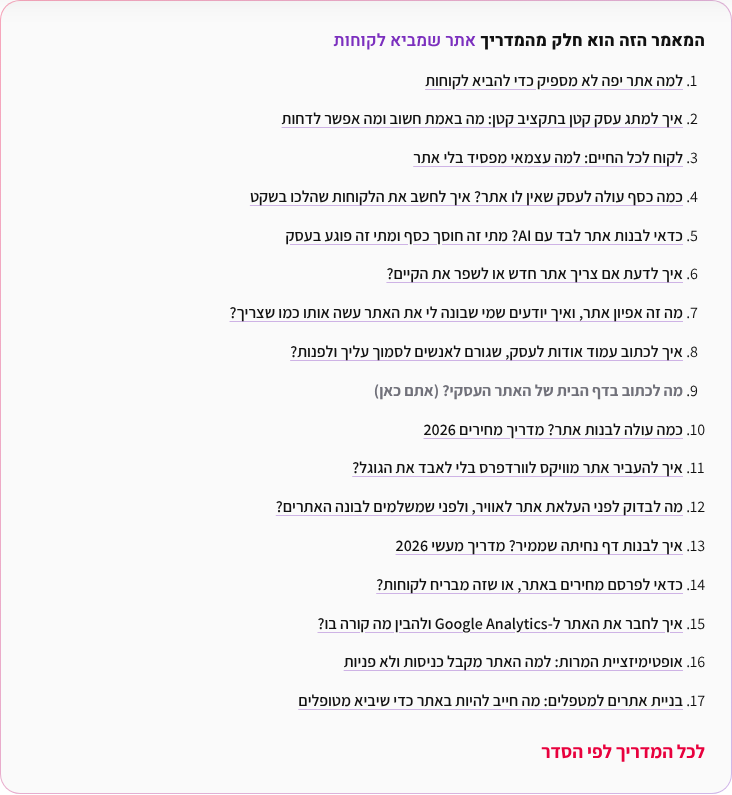 המאמר הזה הוא חלק מהמדריך אתר שמביא לקוחות
1. למה אתר יפה לא מספיק כדי להביא לקוחות
2. איך למתג עסק קטן בתקציב קטן: מה באמת חשוב ומה אפשר לדחות
3. לקוח לכל החיים: למה עצמאי מפסיד בלי אתר
4. כמה כסף עולה לעסק שאין לו אתר? איך לחשב את הלקוחות שהלכו בשקט
5. כדאי לבנות אתר לבד עם AI? מתי זה חוסך כסף ומתי זה פוגע בעסק
6. איך לדעת אם צריך אתר חדש או לשפר את הקיים?
7. מה זה אפיון אתר, ואיך יודעים שמי שבונה לי את האתר עשה אותו כמו שצריך?
8. איך לכתוב עמוד אודות לעסק, שגורם לאנשים לסמוך עליך ולפנות?
9. מה לכתוב בדף הבית של האתר העסקי? (אתם כאן)
10. כמה עולה לבנות אתר? מדריך מחירים 2026
11. איך להעביר אתר מוויקס לוורדפרס בלי לאבד את הגוגל?
12. מה לבדוק לפני העלאת אתר לאוויר, ולפני שמשלמים לבונה האתרים?
13. איך לבנות דף נחיתה שממיר? מדריך מעשי 2026
14. כדאי לפרסם מחירים באתר, או שזה מבריח לקוחות?
15. איך לחבר את האתר ל-Google Analytics ולהבין מה קורה בו?
16. אופטימיזציית המרות: למה האתר מקבל כניסות ולא פניות
17. בניית אתרים למטפלים: מה חייב להיות באתר כדי שיביא מטופלים
לכל המדריך לפי הסדר